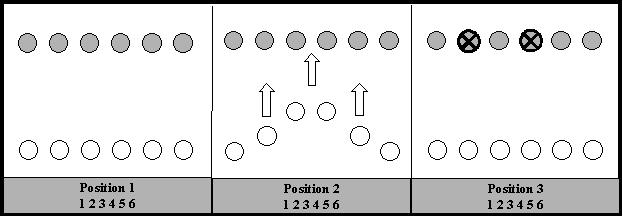 Position 1
1 2 3 4 5 6
Position 2
1 2 3 4 5 6
Position 3
1 2 3 4 5 6